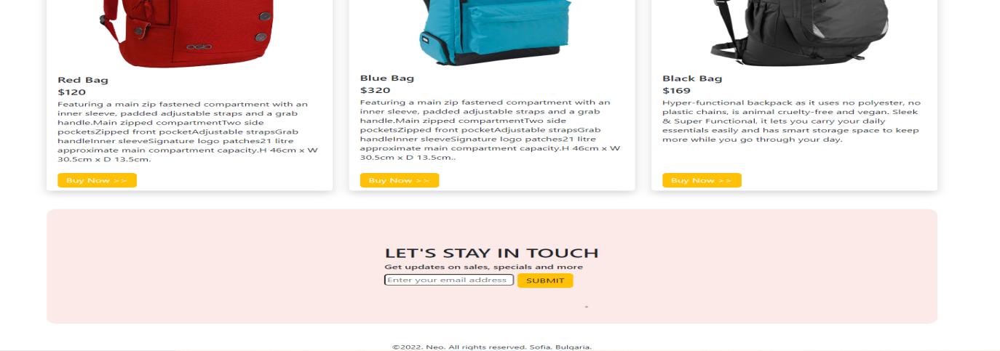 OGIO
Red Bag
$120
Featuring a main zip fastened compartment with an
inner sleeve, padded adjustable straps and a grab
handle.Main zipped compartmentTwo side
pocketsZipped front pocketAdjustable strapsGrab
handleInner sleeveSignature logo patches21 litre
approximate main compartment capacity.H 46cm x W
30.5cm x D 13.5cm.
Buy Now >>
Blue Bag
$320
Featuring a main zip fastened compartment with an
inner sleeve, padded adjustable straps and a grab
handle.Main zipped compartmentTwo side
pocketsZipped front pocketAdjustable strapsGrab
handleInner sleeveSignature logo patches21 litre
approximate main compartment capacity.H 46cm x W
30.5cm x D 13.5cm..
Buy Now >>
Black Bag
$169
Hyper-functional backpack as it uses no polyester, no
plastic chains, is animal cruelty-free and vegan. Sleek
& Super Functional, it lets you carry your daily
essentials easily and has smart storage space to keep
more while you go through your day.
Buy Now >>
LET'S STAY IN TOUCH
Get updates on sales, specials and more
Enter your email address SUBMIT
©2022. Neo. All rights reserved. Sofia, Bulgaria.